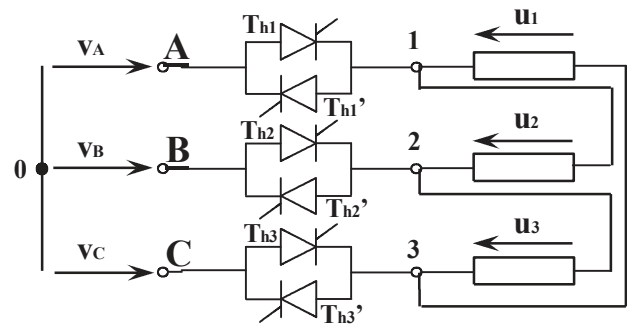 Th1
vA A 1 u1
Th1’
Th2
vB B 2 u2
0
Th2’
Th3
vC C 3 u3
Th3’